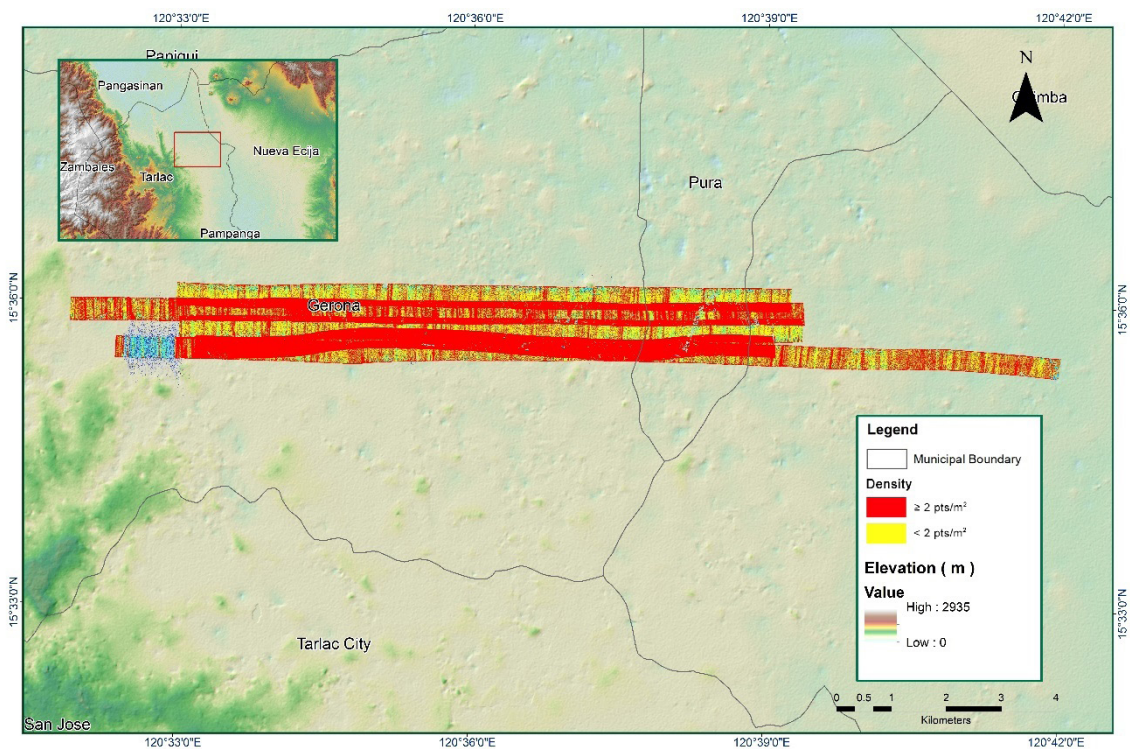 120°33'0"E
120°36'0"E
120°39'0"E
120°42'0"E
Paniqui
N
Pangasinan
Nueva Ecija
Zambales
Tarlac
Pampanga
Pura
15°36'0"N
15°36'0"N
Gerona
Legend
Municipal Boundary
Density
≥ 2 pts/m²
< 2 pts/m²
Elevation ( m )
Value
High : 2935
Low : 0
15°33'0"N
15°33'0"N
Tarlac City
0 0.5 1 2 3 4
Kilometers
San Jose
120°33'0"E
120°36'0"E
120°39'0"E
120°42'0"E